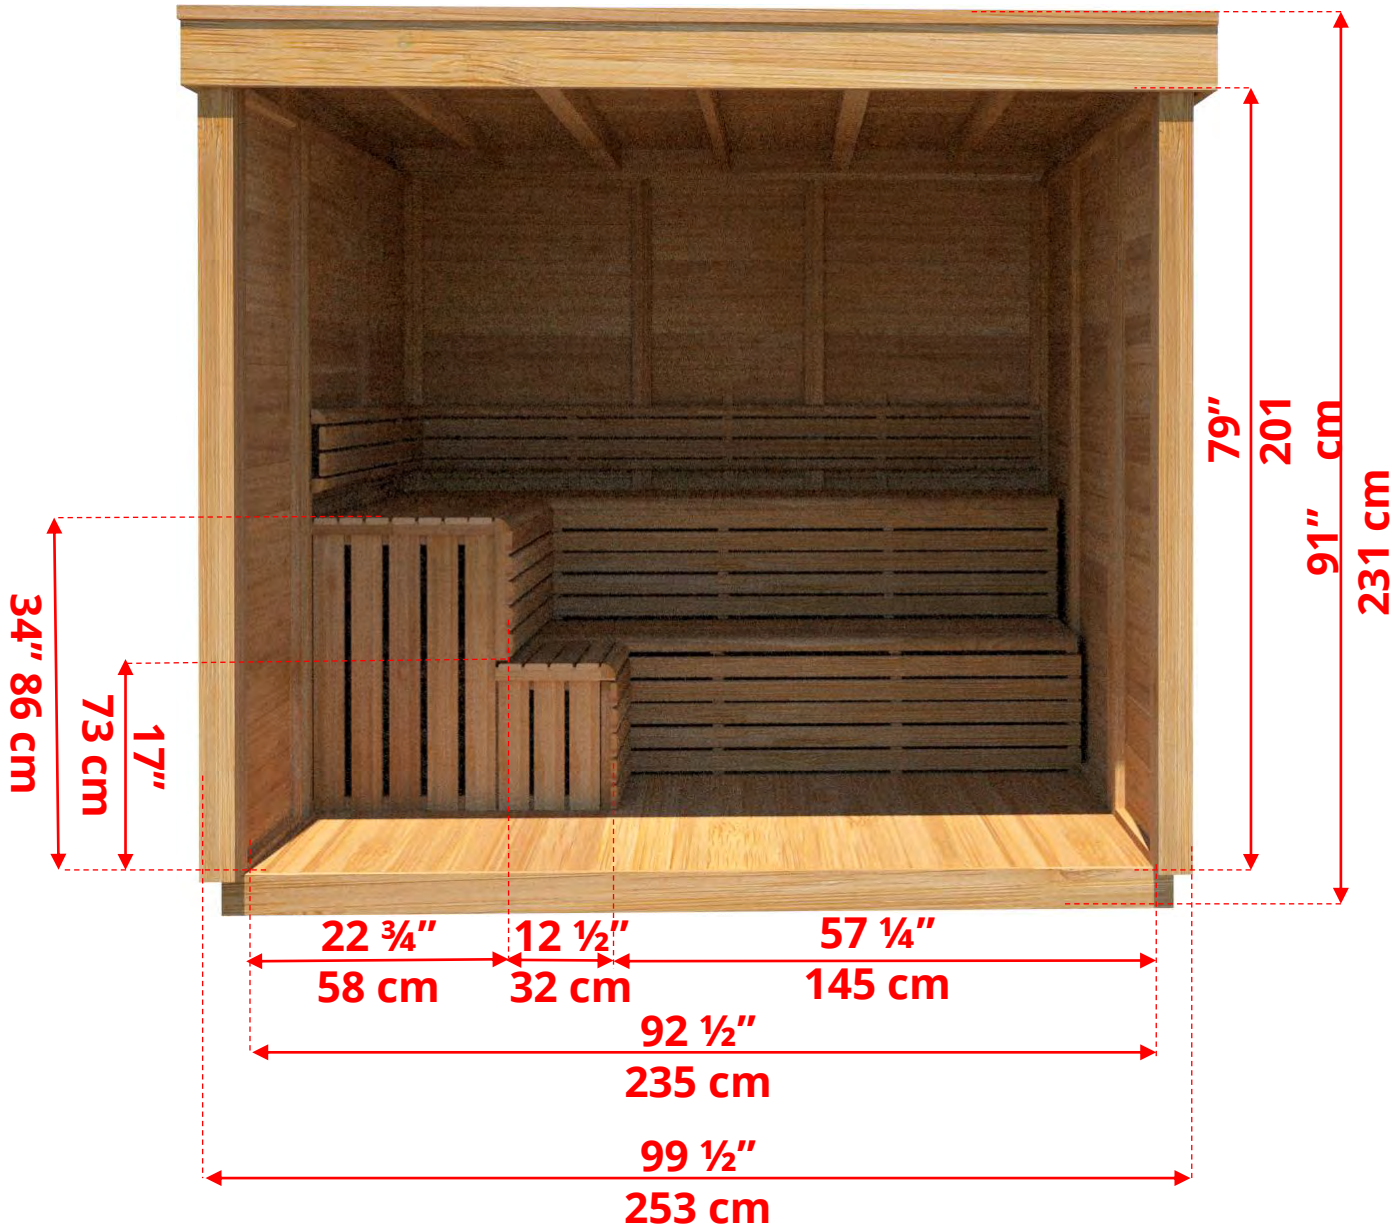 79”
201 cm
91”
231 cm
34” 86 cm
17”
73 cm
22 ¾”
58 cm
12 ½”
32 cm
57 ¼”
145 cm
92 ½”
235 cm
99 ½”
253 cm